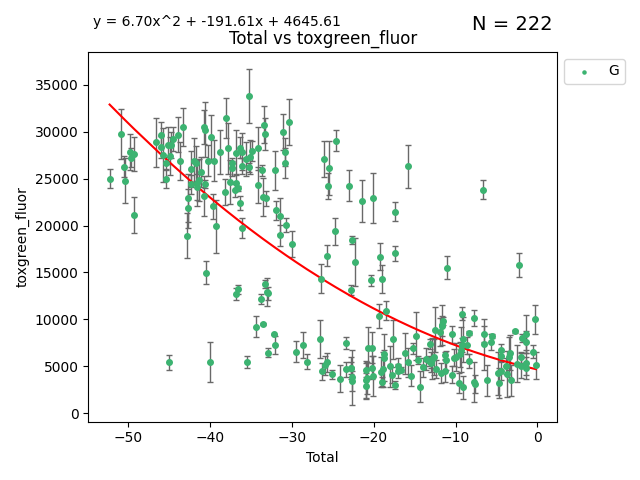 y = 6.70x^2 + -191.61x + 4645.61
N = 222
Total vs toxgreen_fluor
G
35000
30000
25000
20000
15000
10000
5000
0
toxgreen_fluor
−50 −40 −30 −20 −10 0
Total